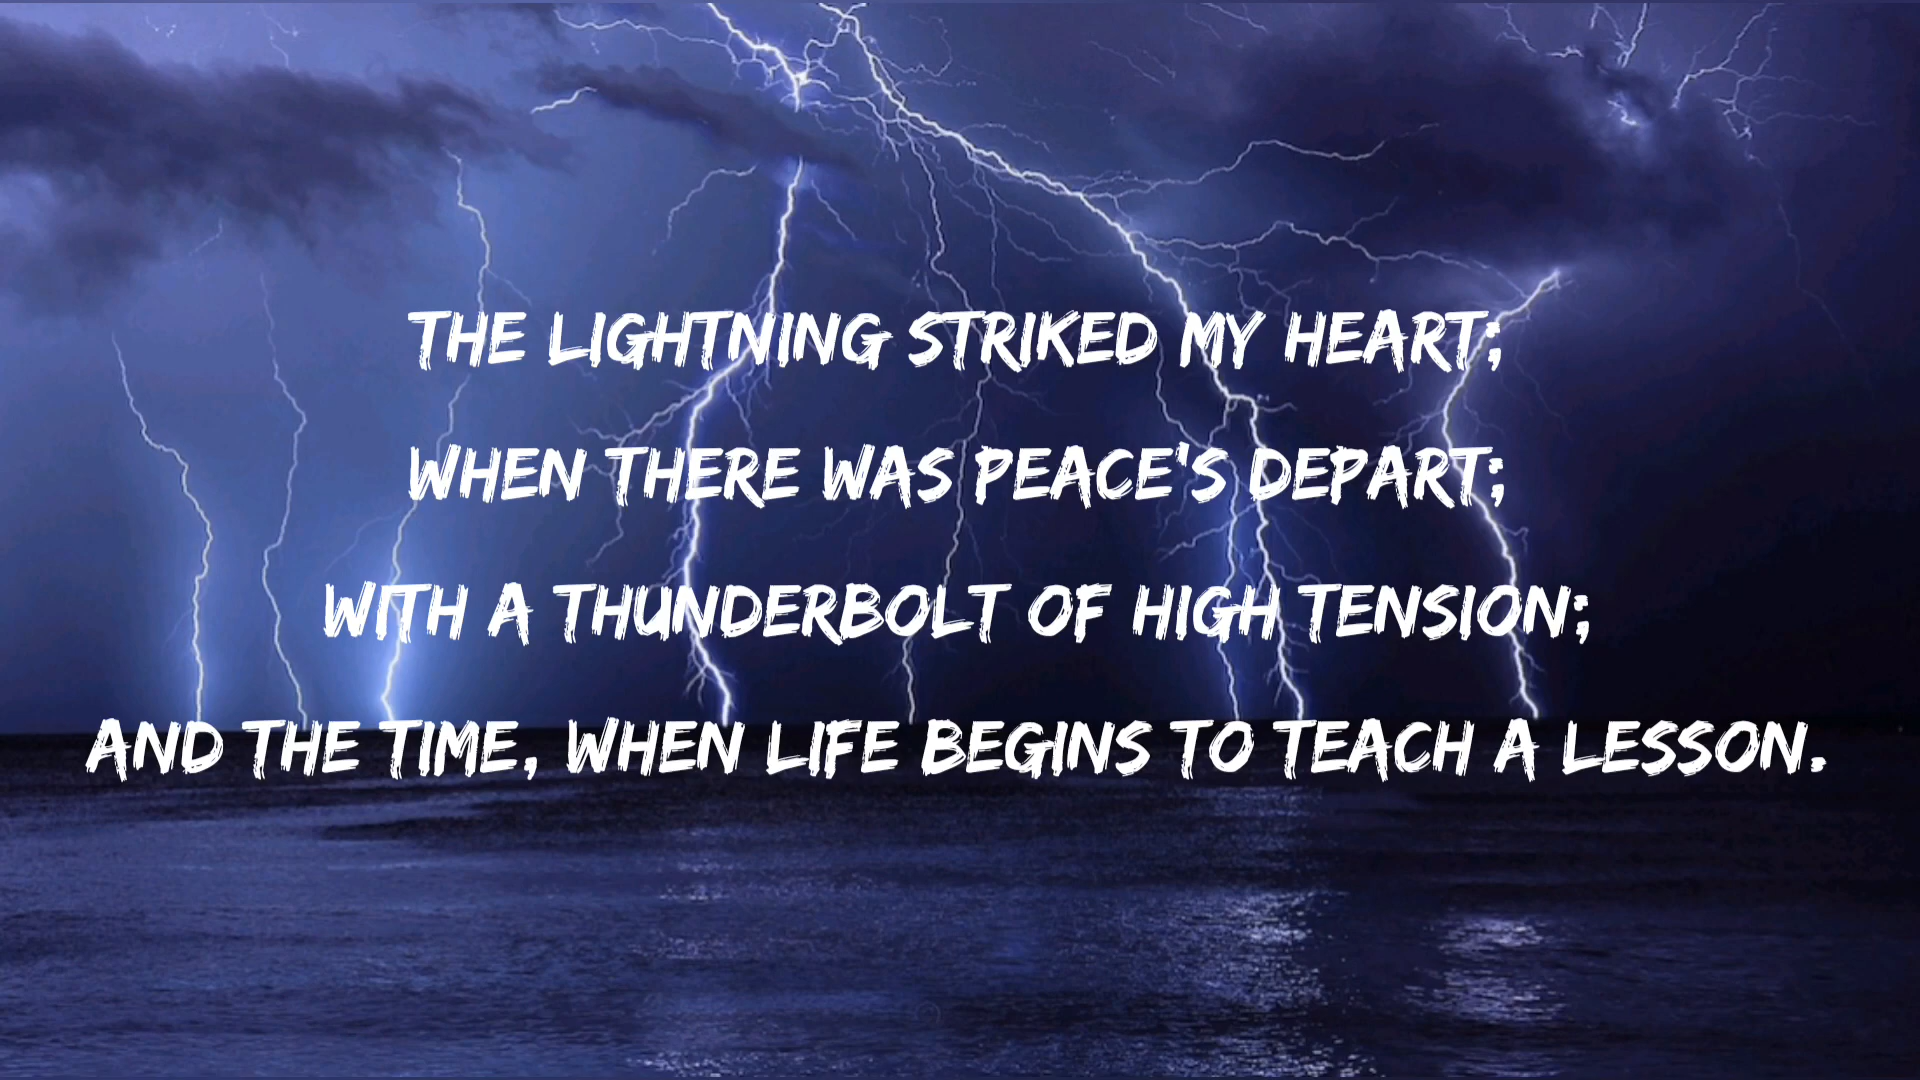 THE LIGHTNING STRIKED MY HEART;
WHEN THERE WAS PEACE'S DEPART;
WITH A THUNDERBOLT OF HIGH TENSION;
AND THE TIME, WHEN LIFE BEGINS TO TEACH A LESSON.